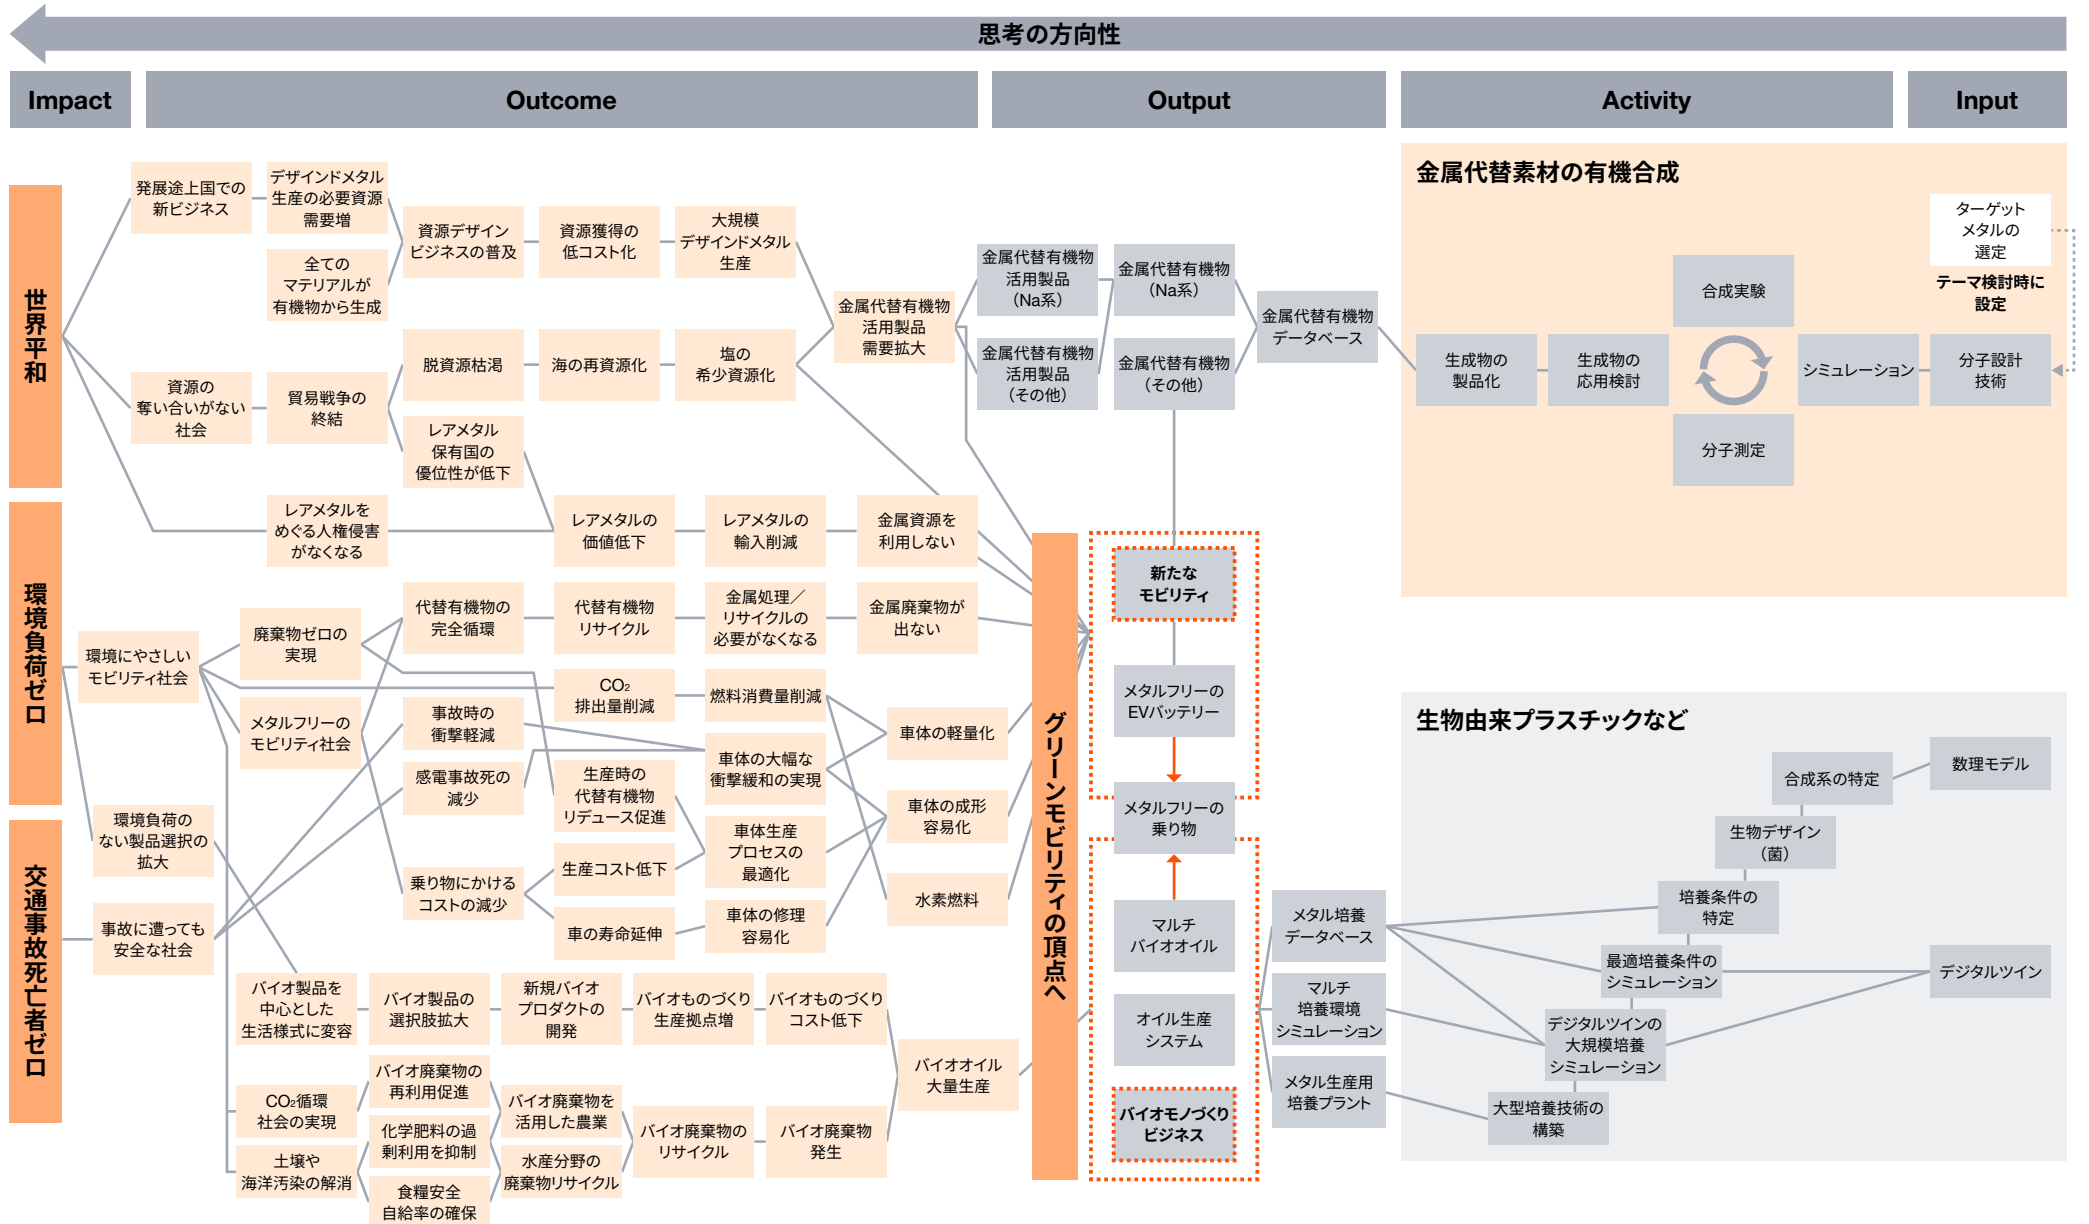 思考の方向性
Impact
Outcome
Output
Activity
Input
世界平和
環境負荷ゼロ
交通事故死亡者ゼロ
発展途上国での
新ビジネス
デザインドメタル
生産の必要資源
需要増
全ての
マテリアルが
有機物から生成
資源デザイン
ビジネスの普及
資源獲得の
低コスト化
大規模
デザインドメタル
生産
資源の
奪い合いがない
社会
貿易戦争の
終結
脱資源枯渇
海の再資源化
塩の
希少資源化
レアメタル
保有国の
優位性が低下
金属代替有機物
活用製品
需要拡大
レアメタルを
めぐる人権侵害
がなくなる
レアメタルの
価値低下
レアメタルの
輸入削減
金属資源を
利用しない
環境にやさしい
モビリティ社会
廃棄物ゼロの
実現
代替有機物の
完全循環
代替有機物
リサイクル
金属処理／
リサイクルの
必要がなくなる
金属廃棄物が
出ない
メタルフリーの
モビリティ社会
CO₂
排出量削減
燃料消費量削減
事故時の
衝撃軽減
感電事故死の
減少
生産時の
代替有機物
リデュース促進
車体の大幅な
衝撃緩和の実現
車体の軽量化
環境負荷の
ない製品選択の
拡大
乗り物にかける
コストの減少
生産コスト低下
車体生産
プロセスの
最適化
車体の成形
容易化
事故に遭っても
安全な社会
車の寿命延伸
車体の修理
容易化
水素燃料
バイオ製品を
中心とした
生活様式に変容
バイオ製品の
選択肢拡大
新規バイオ
プロダクトの
開発
バイオものづくり
生産拠点増
バイオものづくり
コスト低下
CO₂循環
社会の実現
バイオ廃棄物の
再利用促進
化学肥料の過
剰利用を抑制
土壌や
海洋汚染の解消
食糧安全
自給率の確保
バイオ廃棄物を
活用した農業
水産分野の
廃棄物リサイクル
バイオ廃棄物の
リサイクル
バイオ廃棄物
発生
バイオオイル
大量生産
グリーンモビリティの頂点へ
金属代替有機物
活用製品
（Na系）
金属代替有機物
活用製品
（その他）
金属代替有機物
（Na系）
金属代替有機物
（その他）
金属代替有機物
データベース
新たな
モビリティ
メタルフリーの
EVバッテリー
メタルフリーの
乗り物
マルチ
バイオオイル
オイル生産
システム
バイオモノづくり
ビジネス
メタル培養
データベース
マルチ
培養環境
シミュレーション
メタル生産用
培養プラント
金属代替素材の有機合成
ターゲット
メタルの
選定
テーマ検討時に
設定
合成実験
生成物の
製品化
生成物の
応用検討
シミュレーション
分子設計
技術
分子測定
生物由来プラスチックなど
数理モデル
合成系の特定
生物デザイン
（菌）
培養条件の
特定
最適培養条件の
シミュレーション
デジタルツイン
デジタルツインの
大規模培養
シミュレーション
大型培養技術の
構築